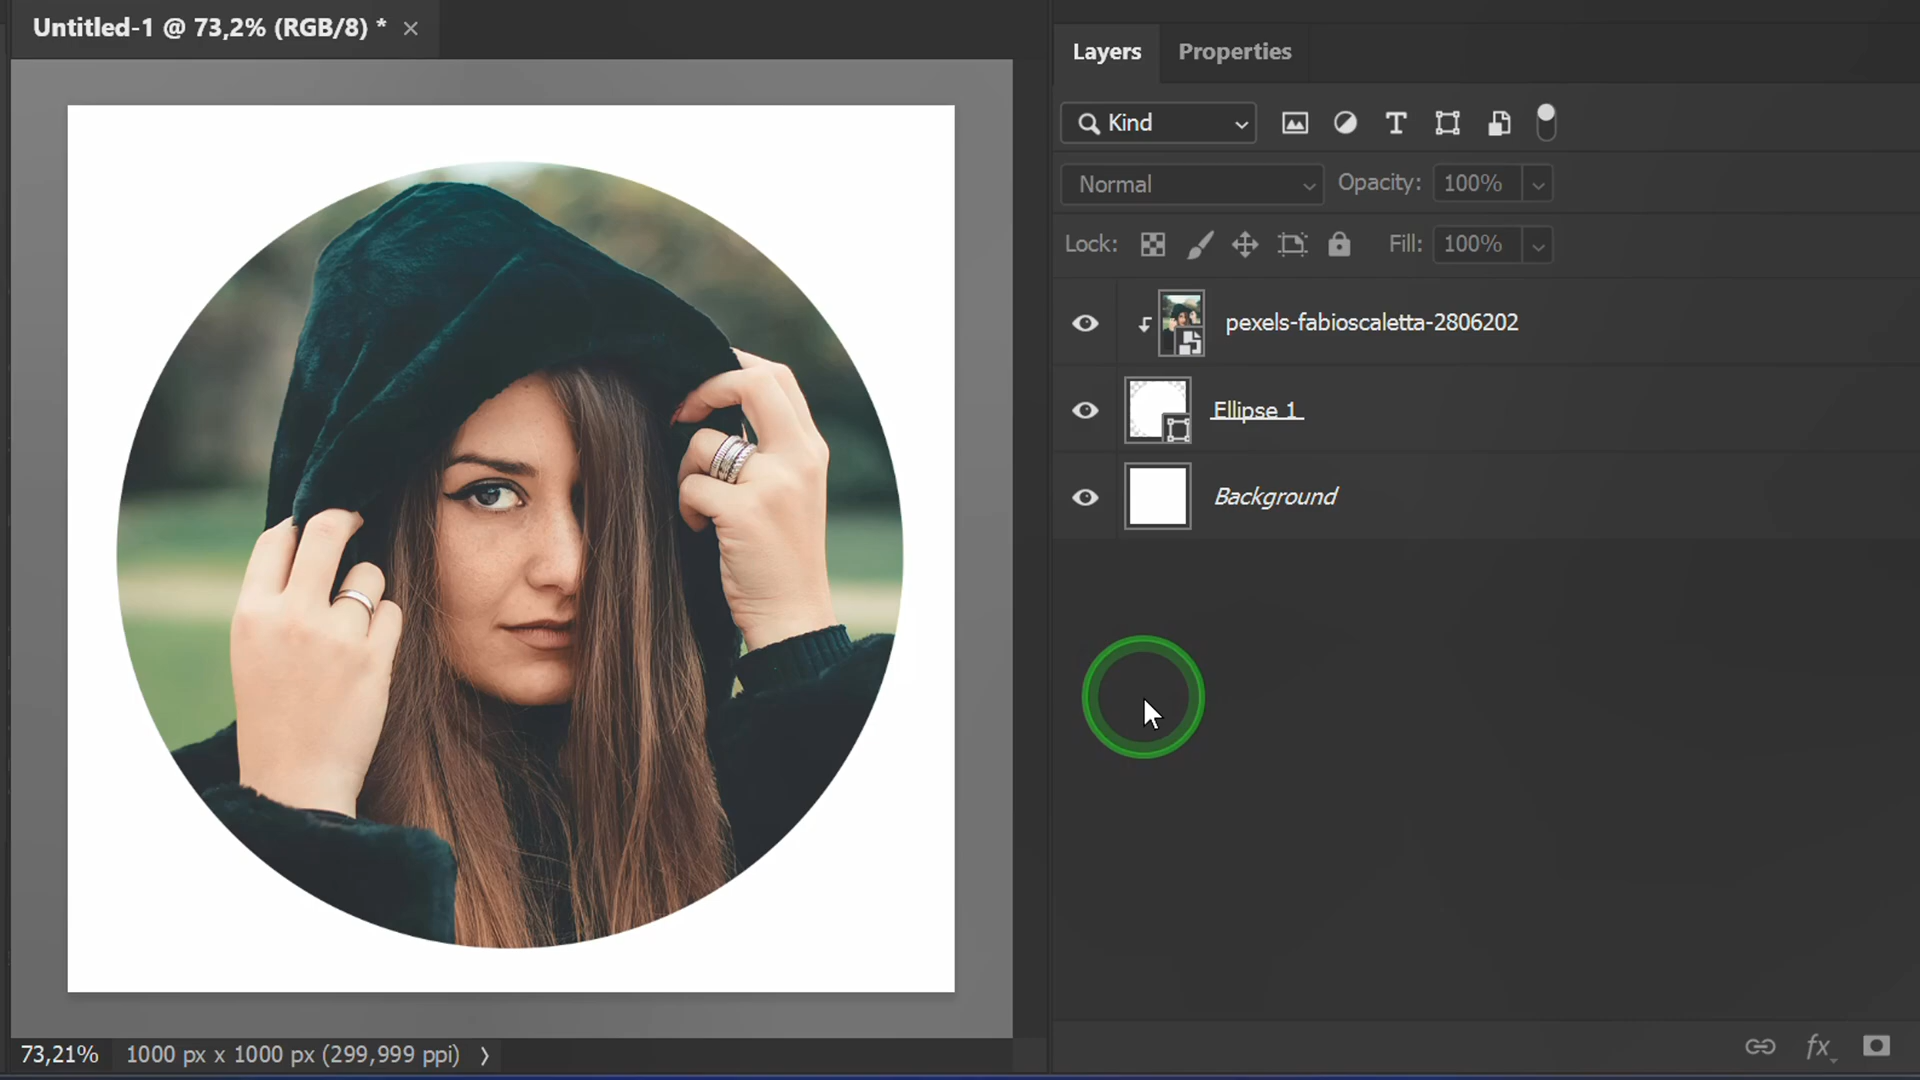 Untitled-1 @ 73,2% (RGB/8) *
Layers
Properties
Kind
Normal
Opacity: 100%
Lock:
Fill: 100%
pexels-fabioscaletta-2806202
Ellipse 1
Background
73,21%
1000 px x 1000 px (299,999 ppi)
fx